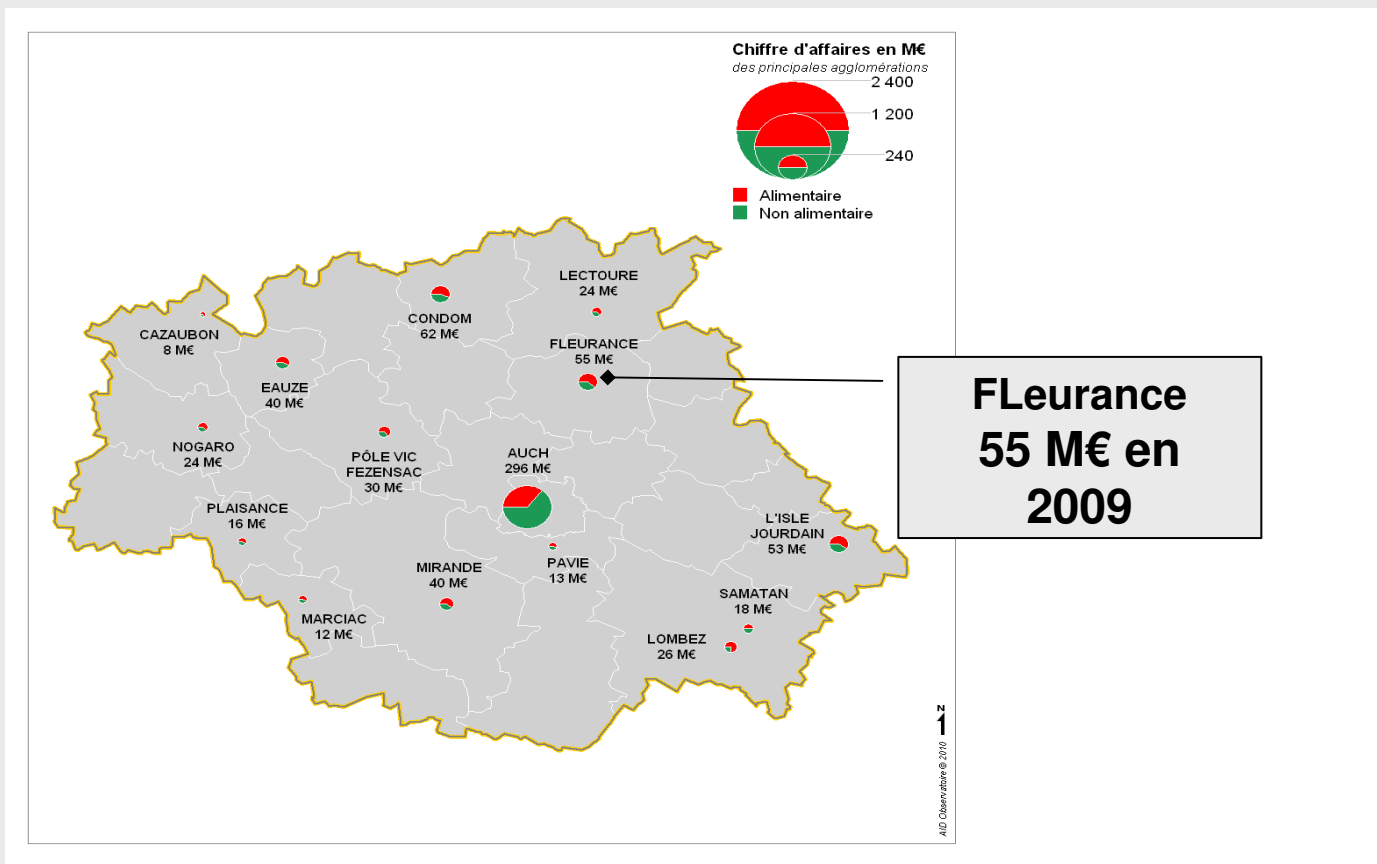 Chiffre d'affaires en M€
des principales agglomérations
2 400
1 200
240
Alimentaire
Non alimentaire
LECTOURE
24 M€
CONDOM
62 M€
CAZAUBON
8 M€
FLEURANCE
55 M€
EAUZE
40 M€
FLeurance
55 M€ en
2009
NOGARO
24 M€
PÔLE VIC
FEZENSAC
30 M€
AUCH
296 M€
PLAISANCE
16 M€
L'ISLE
JOURDAIN
53 M€
MIRANDE
40 M€
PAVIE
13 M€
SAMATAN
18 M€
MARCIAC
12 M€
LOMBEZ
26 M€
N
AID Observatoire © 2010